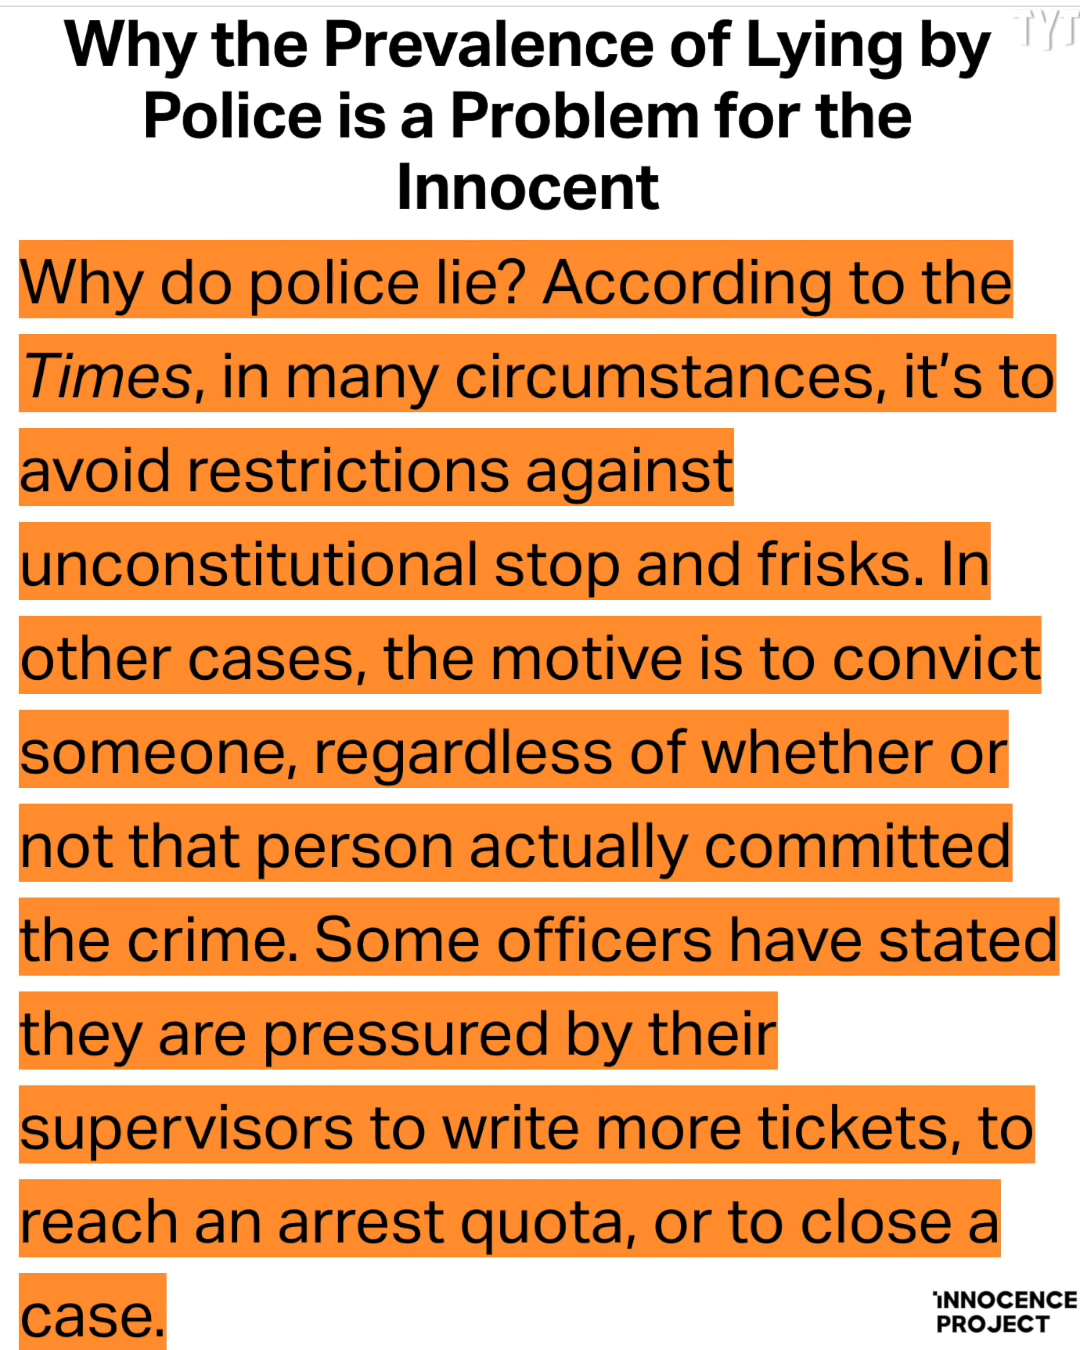 TYT
Why the Prevalence of Lying by
Police is a Problem for the
Innocent
Why do police lie? According to the
Times, in many circumstances, it’s to
avoid restrictions against
unconstitutional stop and frisks. In
other cases, the motive is to convict
someone, regardless of whether or
not that person actually committed
the crime. Some officers have stated
they are pressured by their
supervisors to write more tickets, to
reach an arrest quota, or to close a
case.
INNOCENCE
PROJECT